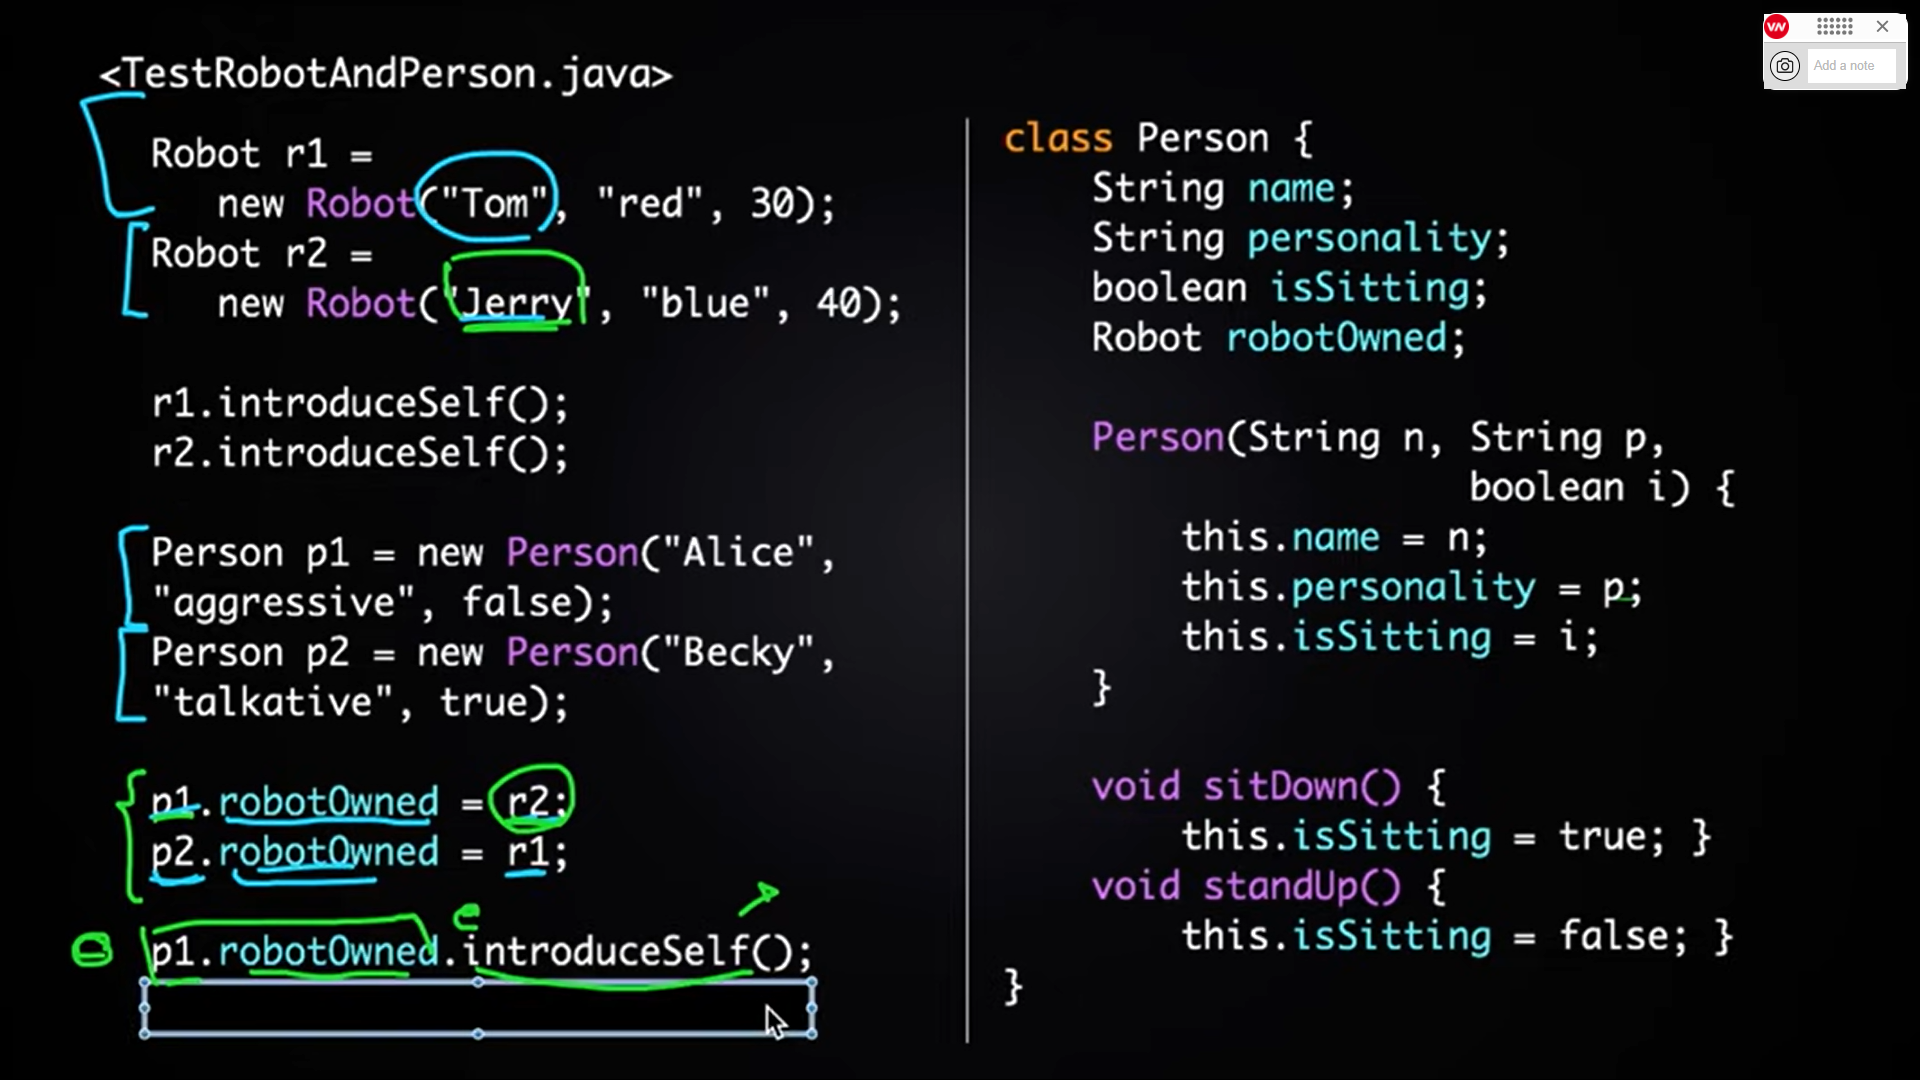 <TestRobotAndPerson.java>
Robot r1 =
new Robot("Tom", "red", 30);
Robot r2 =
new Robot("Jerry", "blue", 40);
r1.introduceSelf();
r2.introduceSelf();
Person p1 = new Person("Alice",
"aggressive", false);
Person p2 = new Person("Becky",
"talkative", true);
p1.robotOwned = r2;
p2.robotOwned = r1;
p1.robotOwned.introduceSelf();
class Person {
String name;
String personality;
boolean isSitting;
Robot robotOwned;
Person(String n, String p,
boolean i) {
this.name = n;
this.personality = p;
this.isSitting = i;
}
void sitDown() {
this.isSitting = true; }
void standUp() {
this.isSitting = false; }
}
VN
Add a note